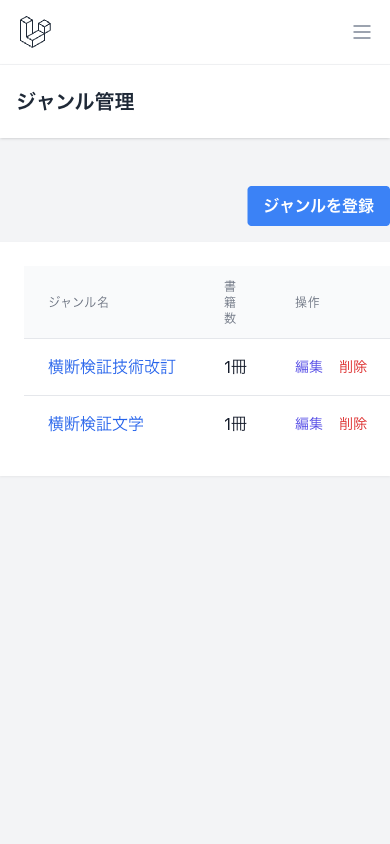 ジャンル管理
ジャンルを登録
ジャンル名 書籍数 操作
横断検証技術改訂 1冊 編集 削除
横断検証文学 1冊 編集 削除